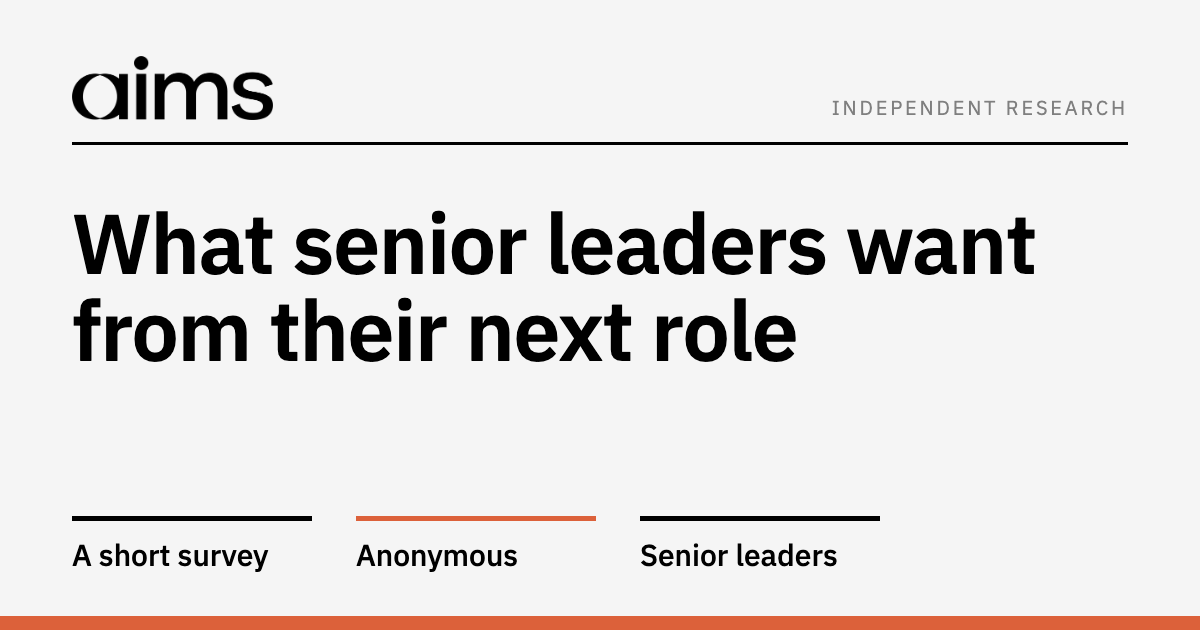 aims
INDEPENDENT RESEARCH
What senior leaders want
from their next role
A short survey
Anonymous
Senior leaders